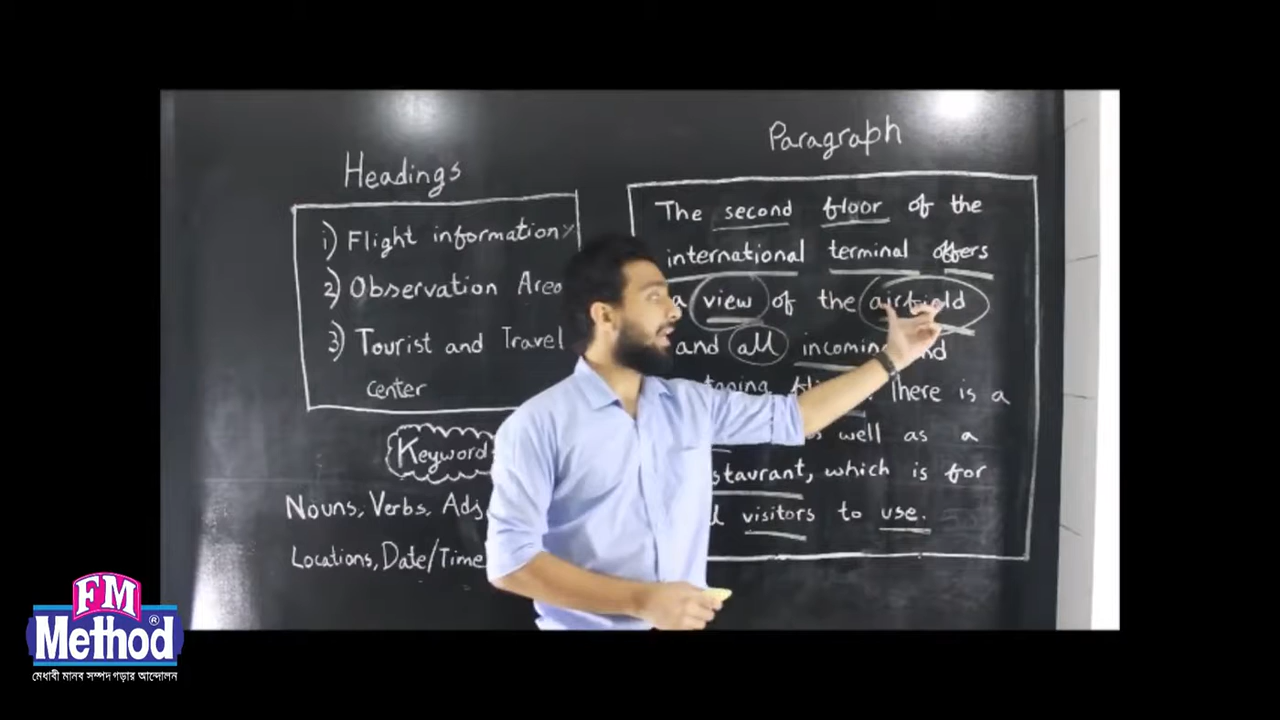 Headings
1) Flight information
2) Observation Area
3) Tourist and Travel
center
Keyword
Nouns, Verbs, Adj
Locations, Date/Time
Paragraph
The second floor of the
international terminal offers
a view of the airfield
and all incoming and
There is a
well as a
restaurant, which is for
visitors to use.
FM
Method®
মেধাবী মানব সম্পদ গড়ার আন্দোলন